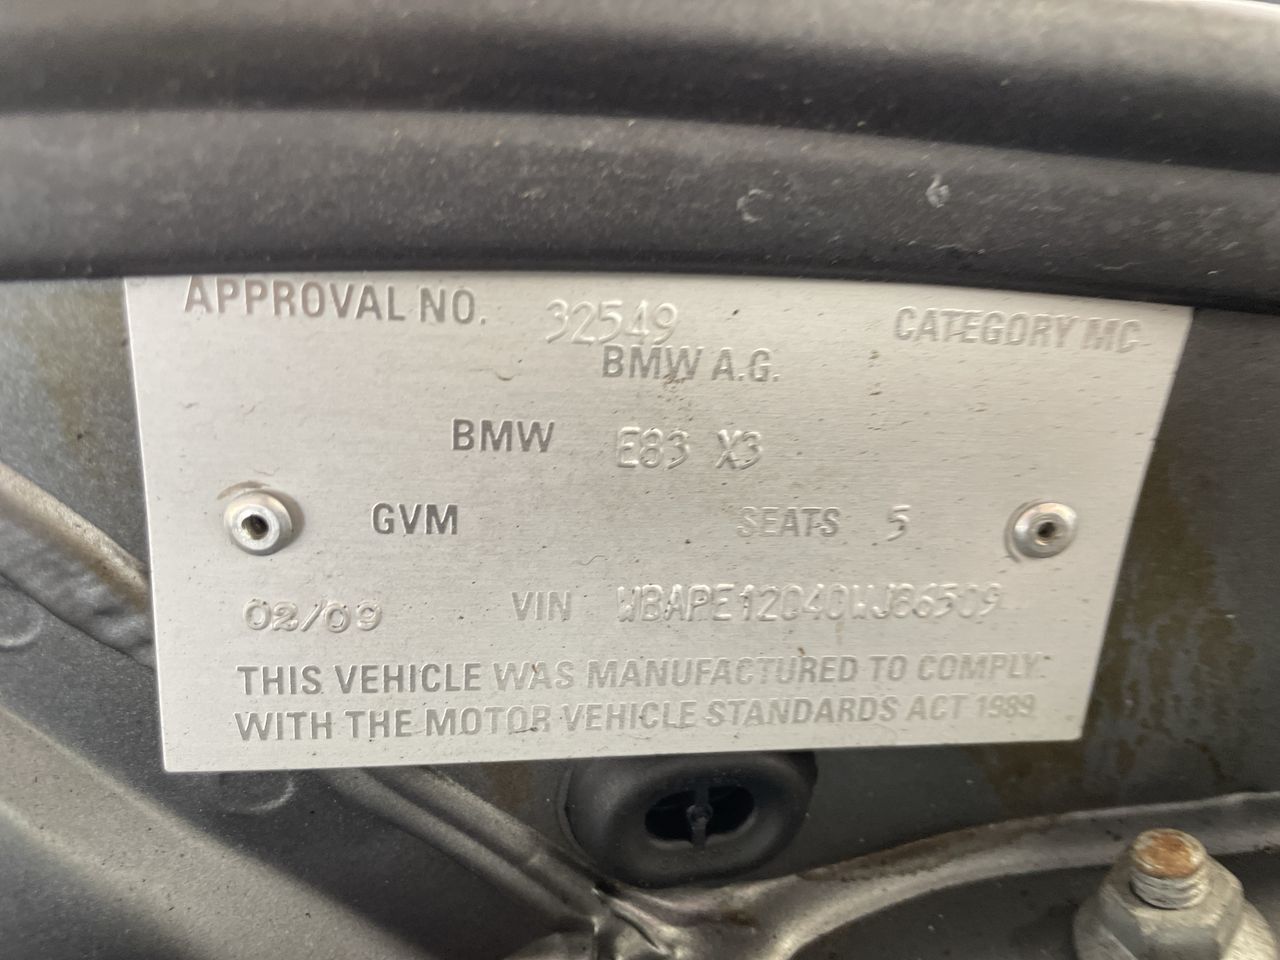 APPROVAL NO. 32549 CATEGORY MC
BMW A.G.
BMW E83 X3
GVM SEATS 5
02/09 VIN WBAPE12040WJ86509
THIS VEHICLE WAS MANUFACTURED TO COMPLY
WITH THE MOTOR VEHICLE STANDARDS ACT 1989